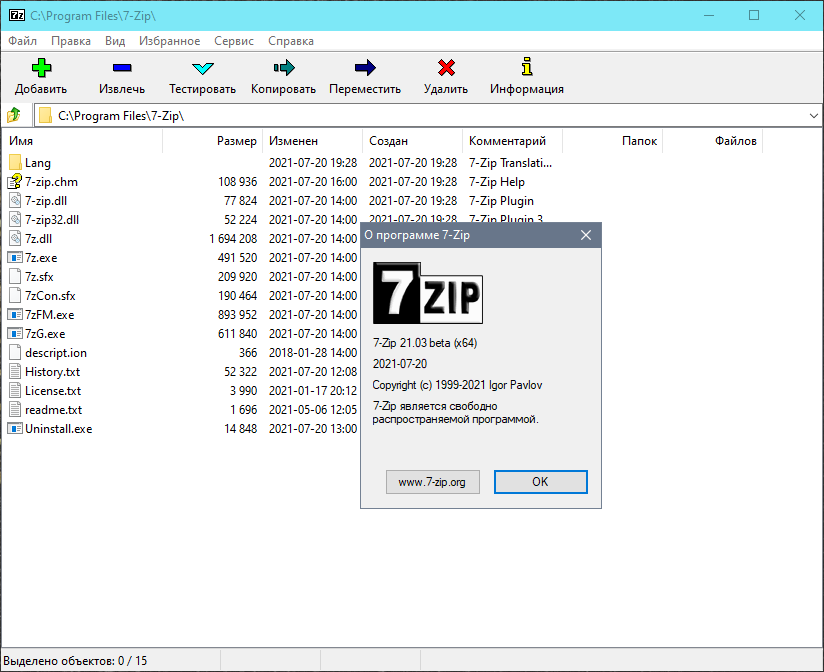 7z C:\Program Files\7-Zip\
Файл Правка Вид Избранное Сервис Справка
Добавить Извлечь Тестировать Копировать Переместить Удалить Информация
C:\Program Files\7-Zip\
Имя Размер Изменен Создан Комментарий Папок Файлов
Lang 2021-07-20 19:28 2021-07-20 19:28 7-Zip Translati...
7-zip.chm 108 936 2021-07-20 16:00 2021-07-20 19:28 7-Zip Help
7-zip.dll 77 824 2021-07-20 14:00 2021-07-20 19:28 7-Zip Plugin
7-zip32.dll 52 224 2021-07-20 14:00 2021-07-20 19:28 7-Zip Plugin 3
7z.dll 1 694 208 2021-07-20 14:00
7z.exe 491 520 2021-07-20 14:00
7z.sfx 209 920 2021-07-20 14:00
7zCon.sfx 190 464 2021-07-20 14:00
7zFM.exe 893 952 2021-07-20 14:00
7zG.exe 611 840 2021-07-20 14:00
descript.ion 366 2018-01-28 14:00
History.txt 52 322 2021-07-20 12:08
License.txt 3 990 2021-01-17 20:12
readme.txt 1 696 2021-05-06 12:05
Uninstall.exe 14 848 2021-07-20 13:00
О программе 7-Zip
7ZIP
7-Zip 21.03 beta (x64)
2021-07-20
Copyright (c) 1999-2021 Igor Pavlov
7-Zip является свободно
распространяемой программой.
www.7-zip.org OK
Выделено объектов: 0 / 15